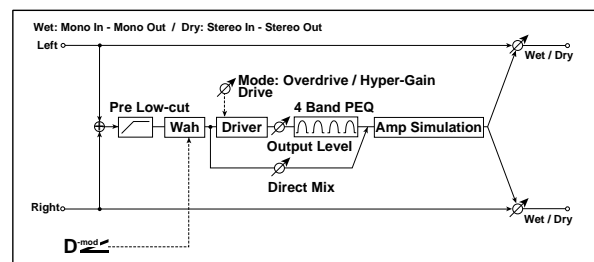 Wet: Mono In - Mono Out / Dry: Stereo In - Stereo Out
Left
Wet / Dry
Mode: Overdrive / Hyper-Gain
Drive
Pre Low-cut
4 Band PEQ
Wah
Driver
Amp Simulation
Output Level
Direct Mix
Right
Wet / Dry
D-mod